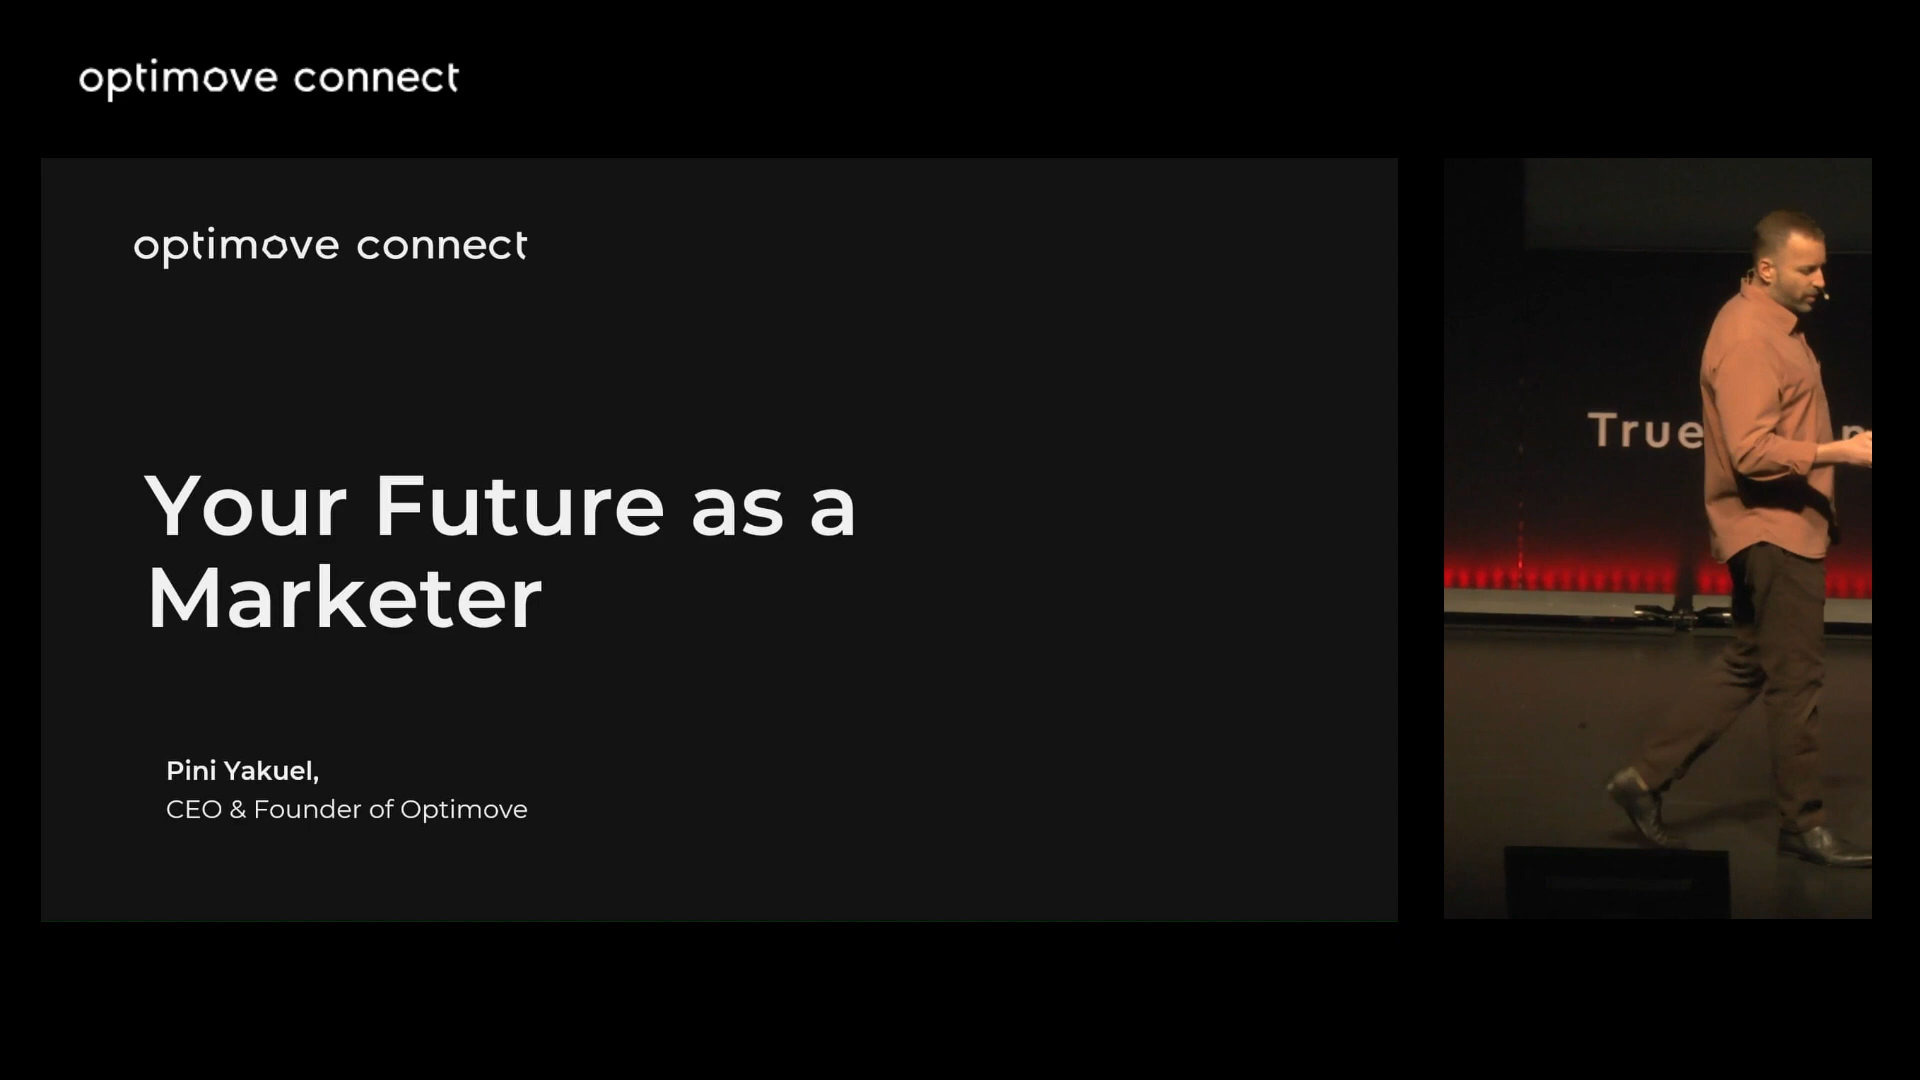 optimove connect
optimove connect
Your Future as a
Marketer
Pini Yakuel,
CEO & Founder of Optimove
True